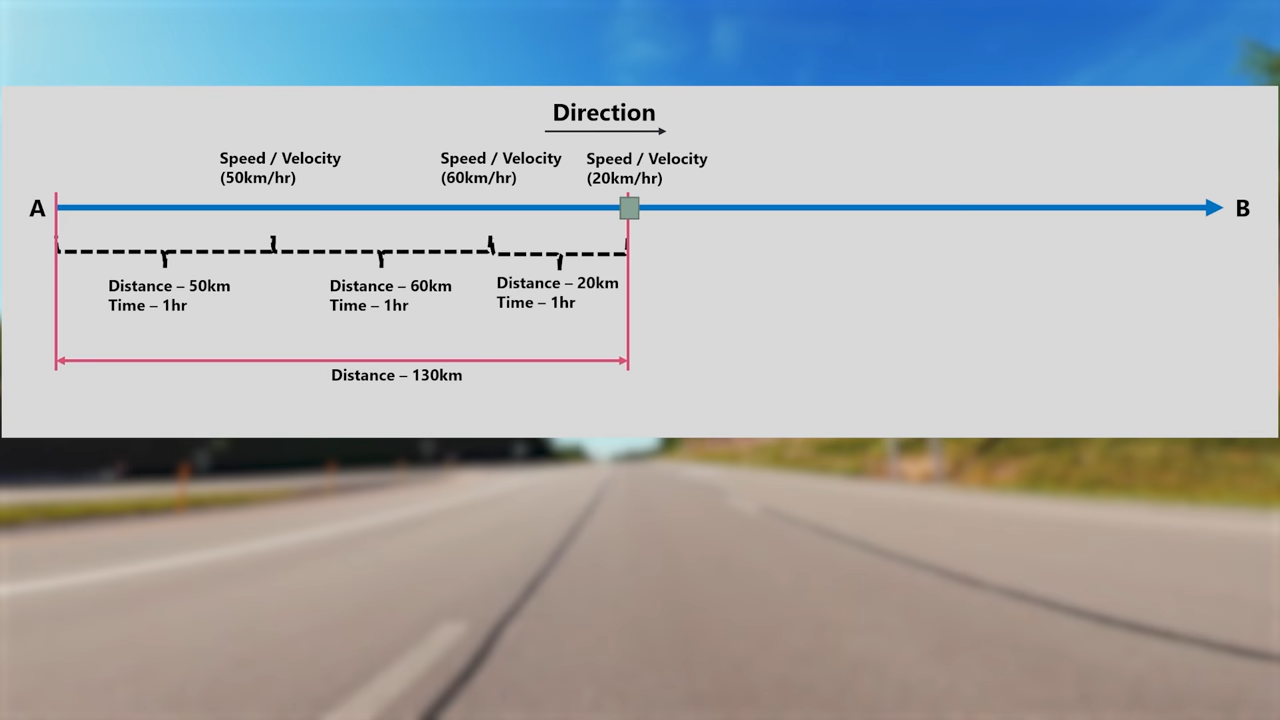 Direction
Speed / Velocity
(50km/hr)
Speed / Velocity
(60km/hr)
Speed / Velocity
(20km/hr)
A
B
Distance – 50km
Time – 1hr
Distance – 60km
Time – 1hr
Distance – 20km
Time – 1hr
Distance – 130km